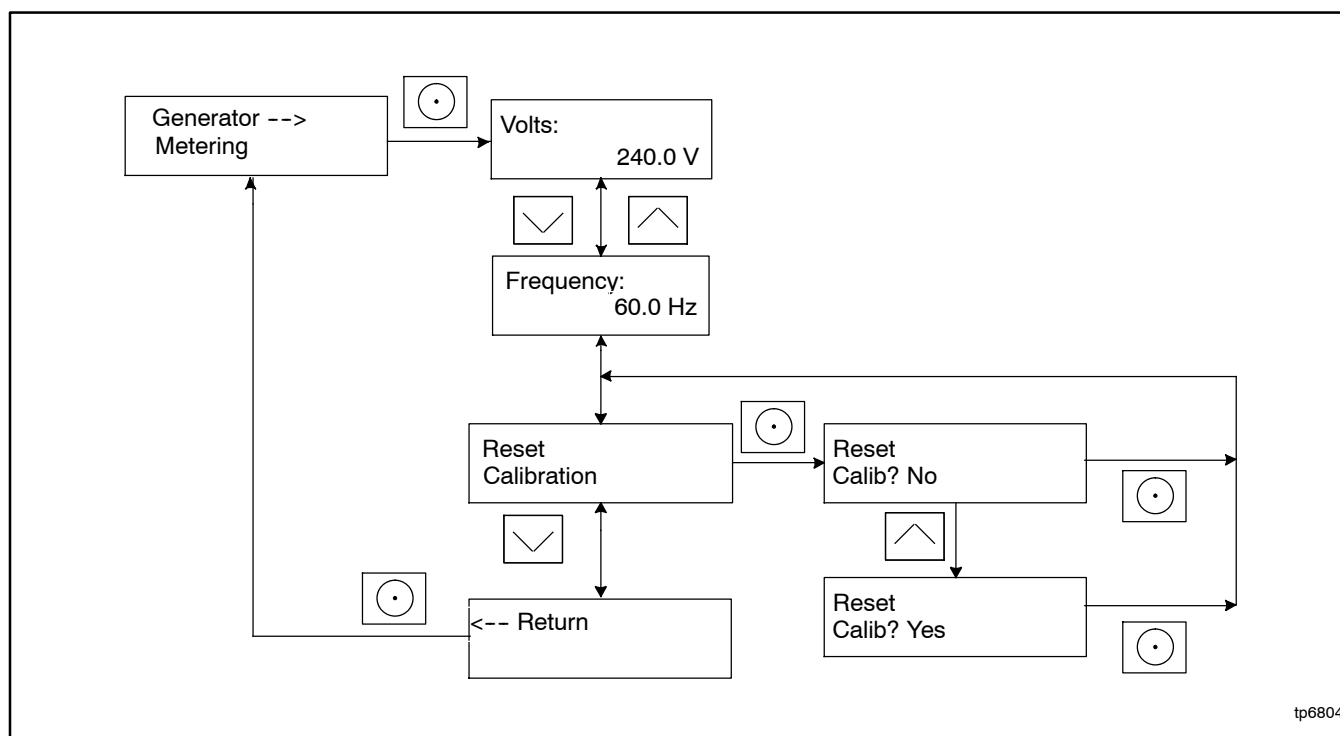 Generator -->
Metering
Volts:
240.0 V
Frequency:
60.0 Hz
Reset
Calibration
Reset
Calib? No
<-- Return
Reset
Calib? Yes
tp6804